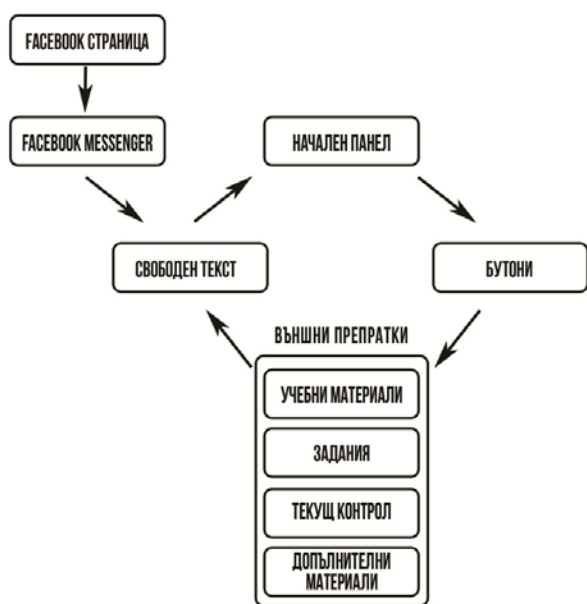 FACEBOOK СТРАНИЦА
FACEBOOK MESSENGER
НАЧАЛЕН ПАНЕЛ
СВОБОДЕН ТЕКСТ
БУТОНИ
ВЪНШНИ ПРЕПРАТКИ
УЧЕБНИ МАТЕРИАЛИ
ЗАДАНИЯ
ТЕКУЩ КОНТРОЛ
ДОПЪЛНИТЕЛНИ
МАТЕРИАЛИ